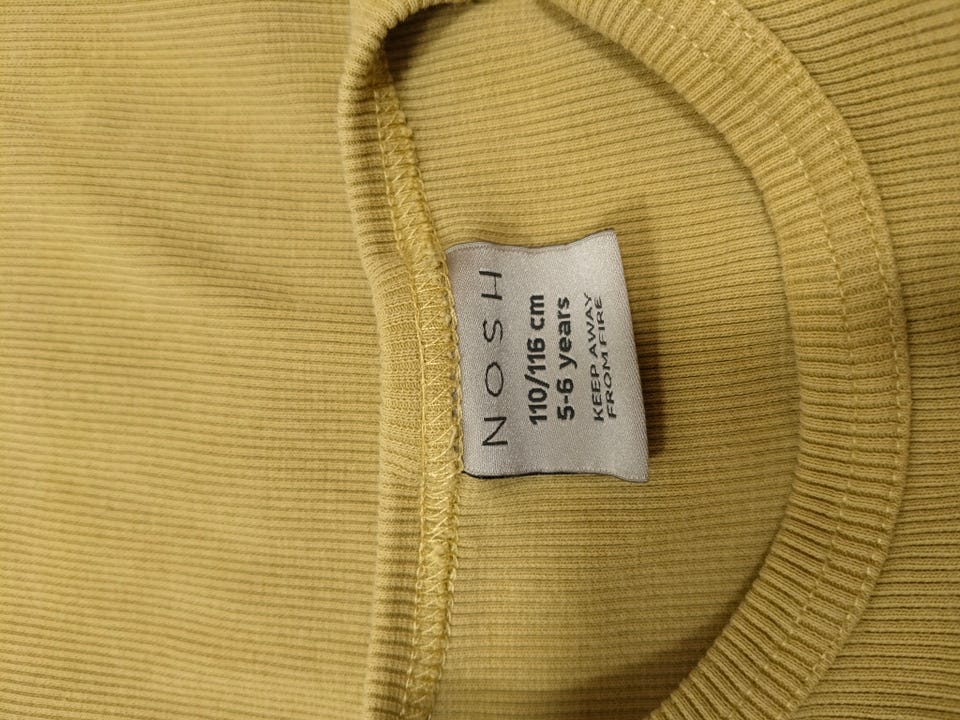 NOSH
110/116 cm
5-6 years
KEEP AWAY
FROM FIRE